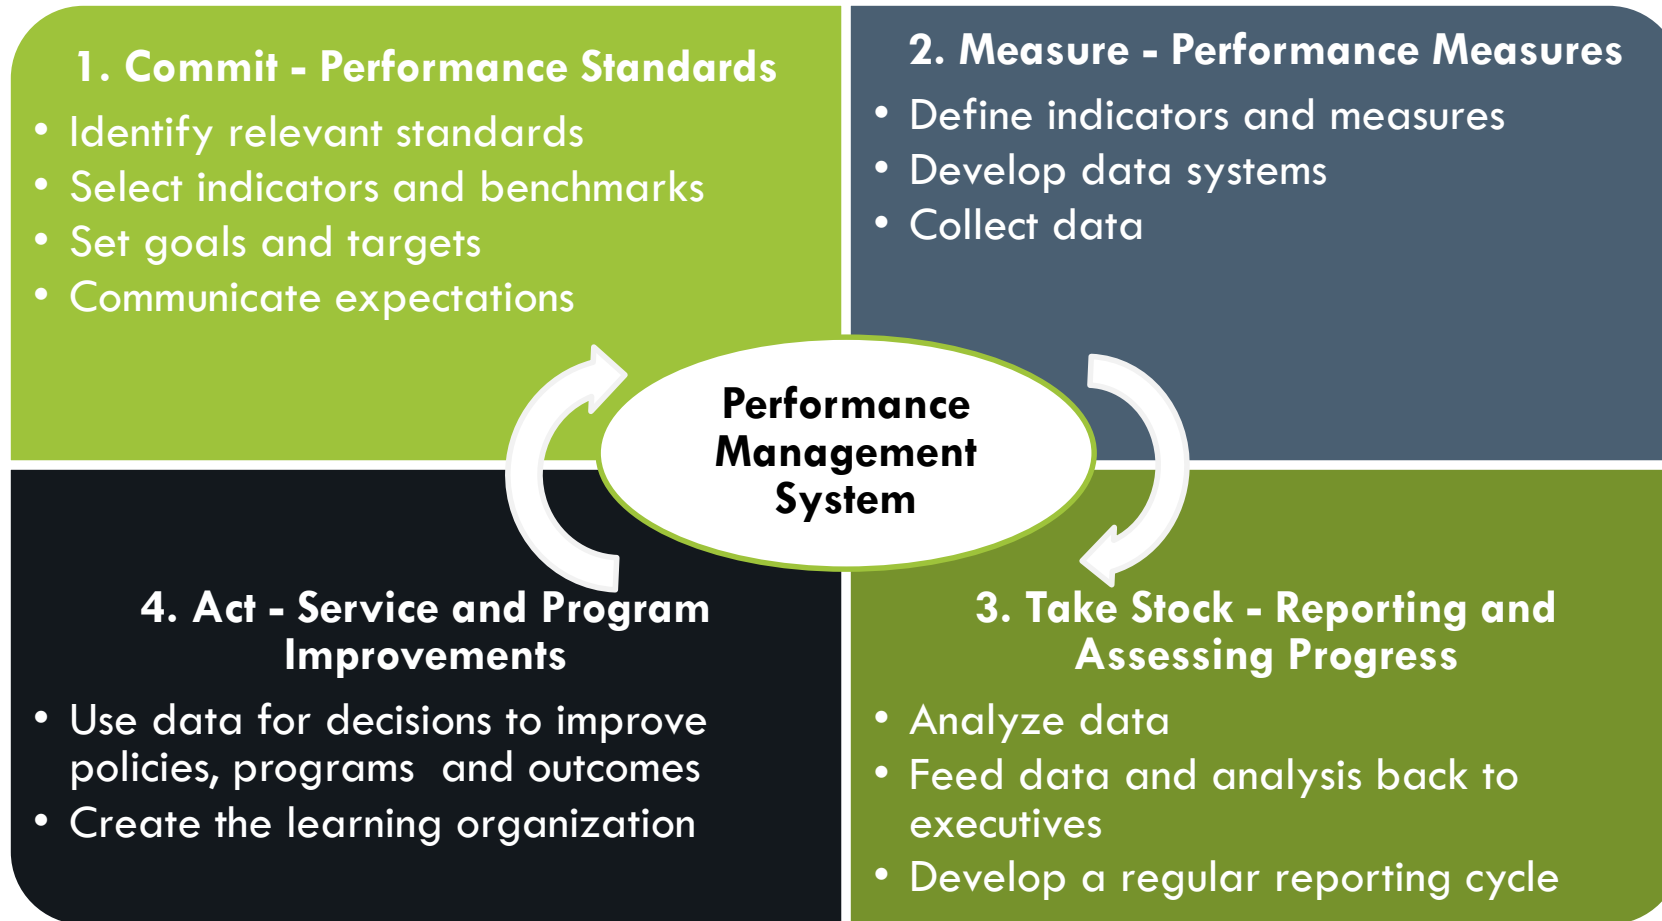 1. Commit - Performance Standards
• Identify relevant standards
• Select indicators and benchmarks
• Set goals and targets
• Communicate expectations
2. Measure - Performance Measures
• Define indicators and measures
• Develop data systems
• Collect data
Performance
Management
System
4. Act - Service and Program
Improvements
• Use data for decisions to improve
policies, programs  and outcomes
• Create the learning organization
3. Take Stock - Reporting and
Assessing Progress
• Analyze data
• Feed data and analysis back to
executives
• Develop a regular reporting cycle